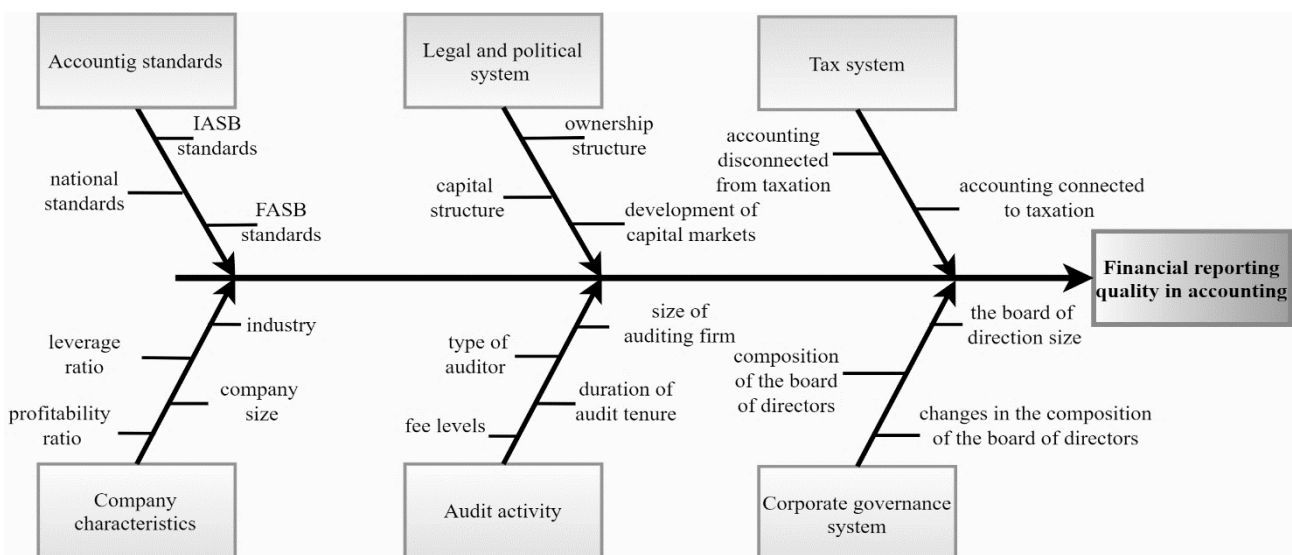 Accountig standards
Legal and political
system
Tax system
IASB
standards
national
standards
FASB
standards
ownership
structure
capital
structure
development of
capital markets
accounting
disconnected
from taxation
accounting connected
to taxation
Financial reporting
quality in accounting
industry
leverage
ratio
company
size
profitability
ratio
size of
auditing firm
type of
auditor
duration of
audit tenure
fee levels
the board of
direction size
composition
of the board
of directors
changes in the composition
of the board of directors
Company
characteristics
Audit activity
Corporate governance
system